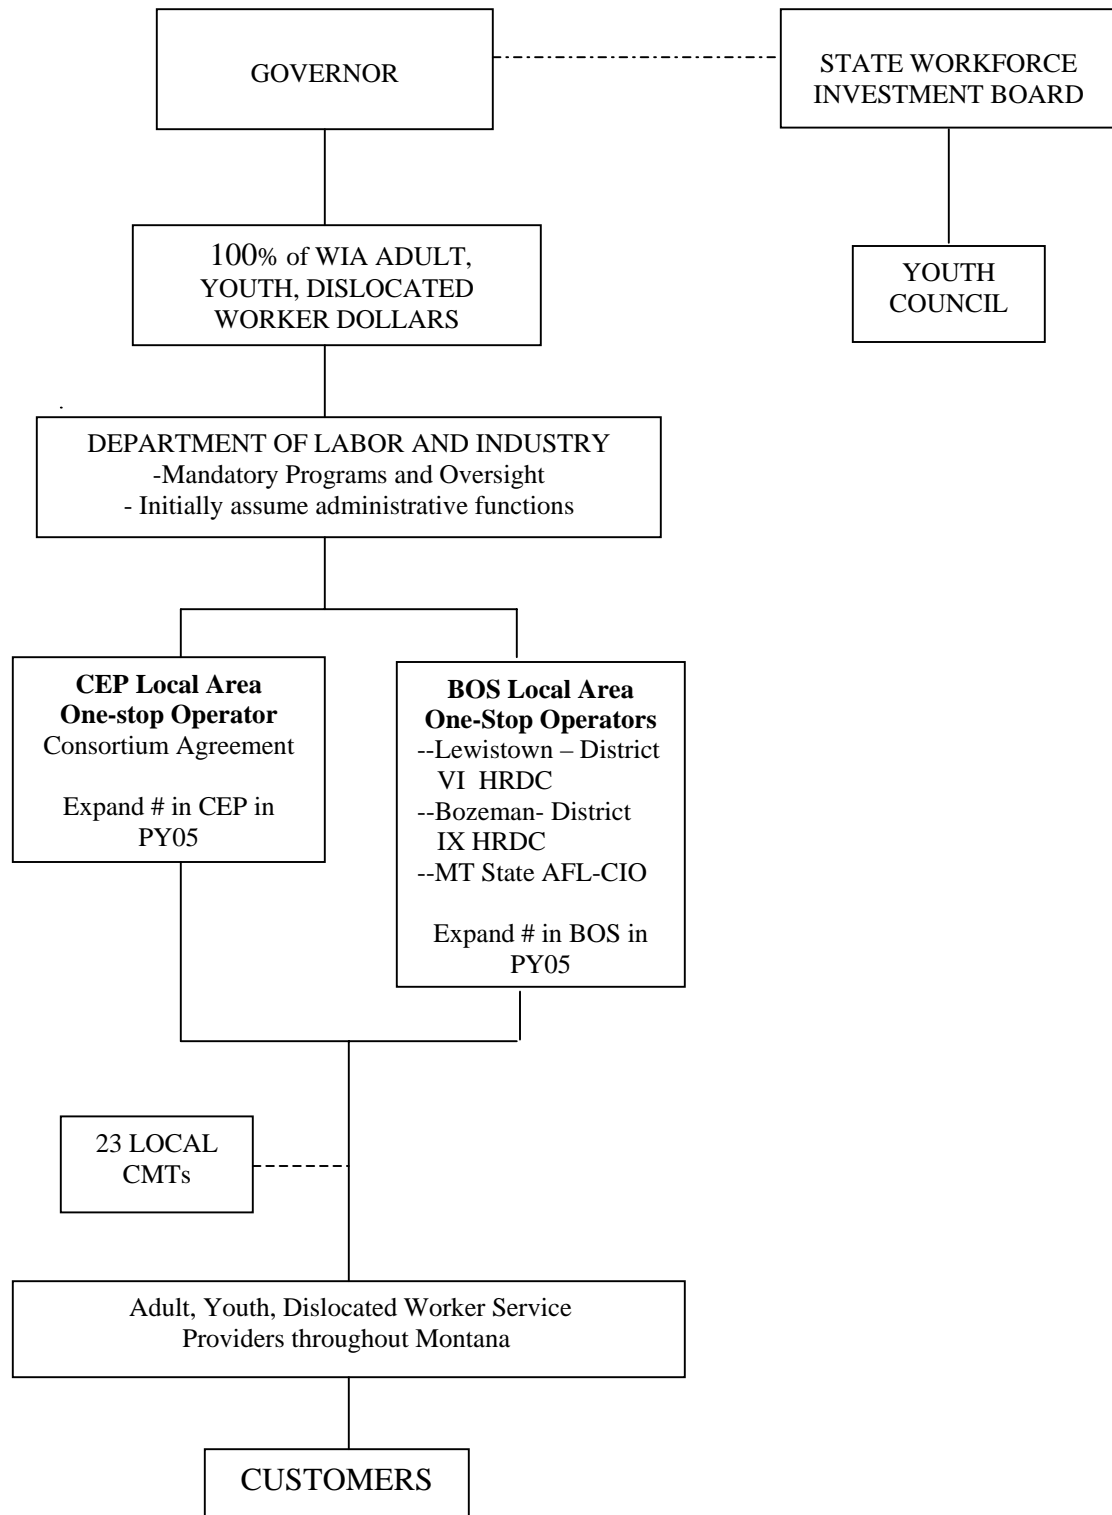 GOVERNOR
STATE WORKFORCE
INVESTMENT BOARD
100% of WIA ADULT,
YOUTH, DISLOCATED
WORKER DOLLARS
YOUTH
COUNCIL
DEPARTMENT OF LABOR AND INDUSTRY
-Mandatory Programs and Oversight
- Initially assume administrative functions
CEP Local Area
One-stop Operator
Consortium Agreement
Expand # in CEP in
PY05
BOS Local Area
One-Stop Operators
--Lewistown – District
VI  HRDC
--Bozeman- District
IX HRDC
--MT State AFL-CIO
Expand # in BOS in
PY05
23 LOCAL
CMTs
Adult, Youth, Dislocated Worker Service
Providers throughout Montana
CUSTOMERS